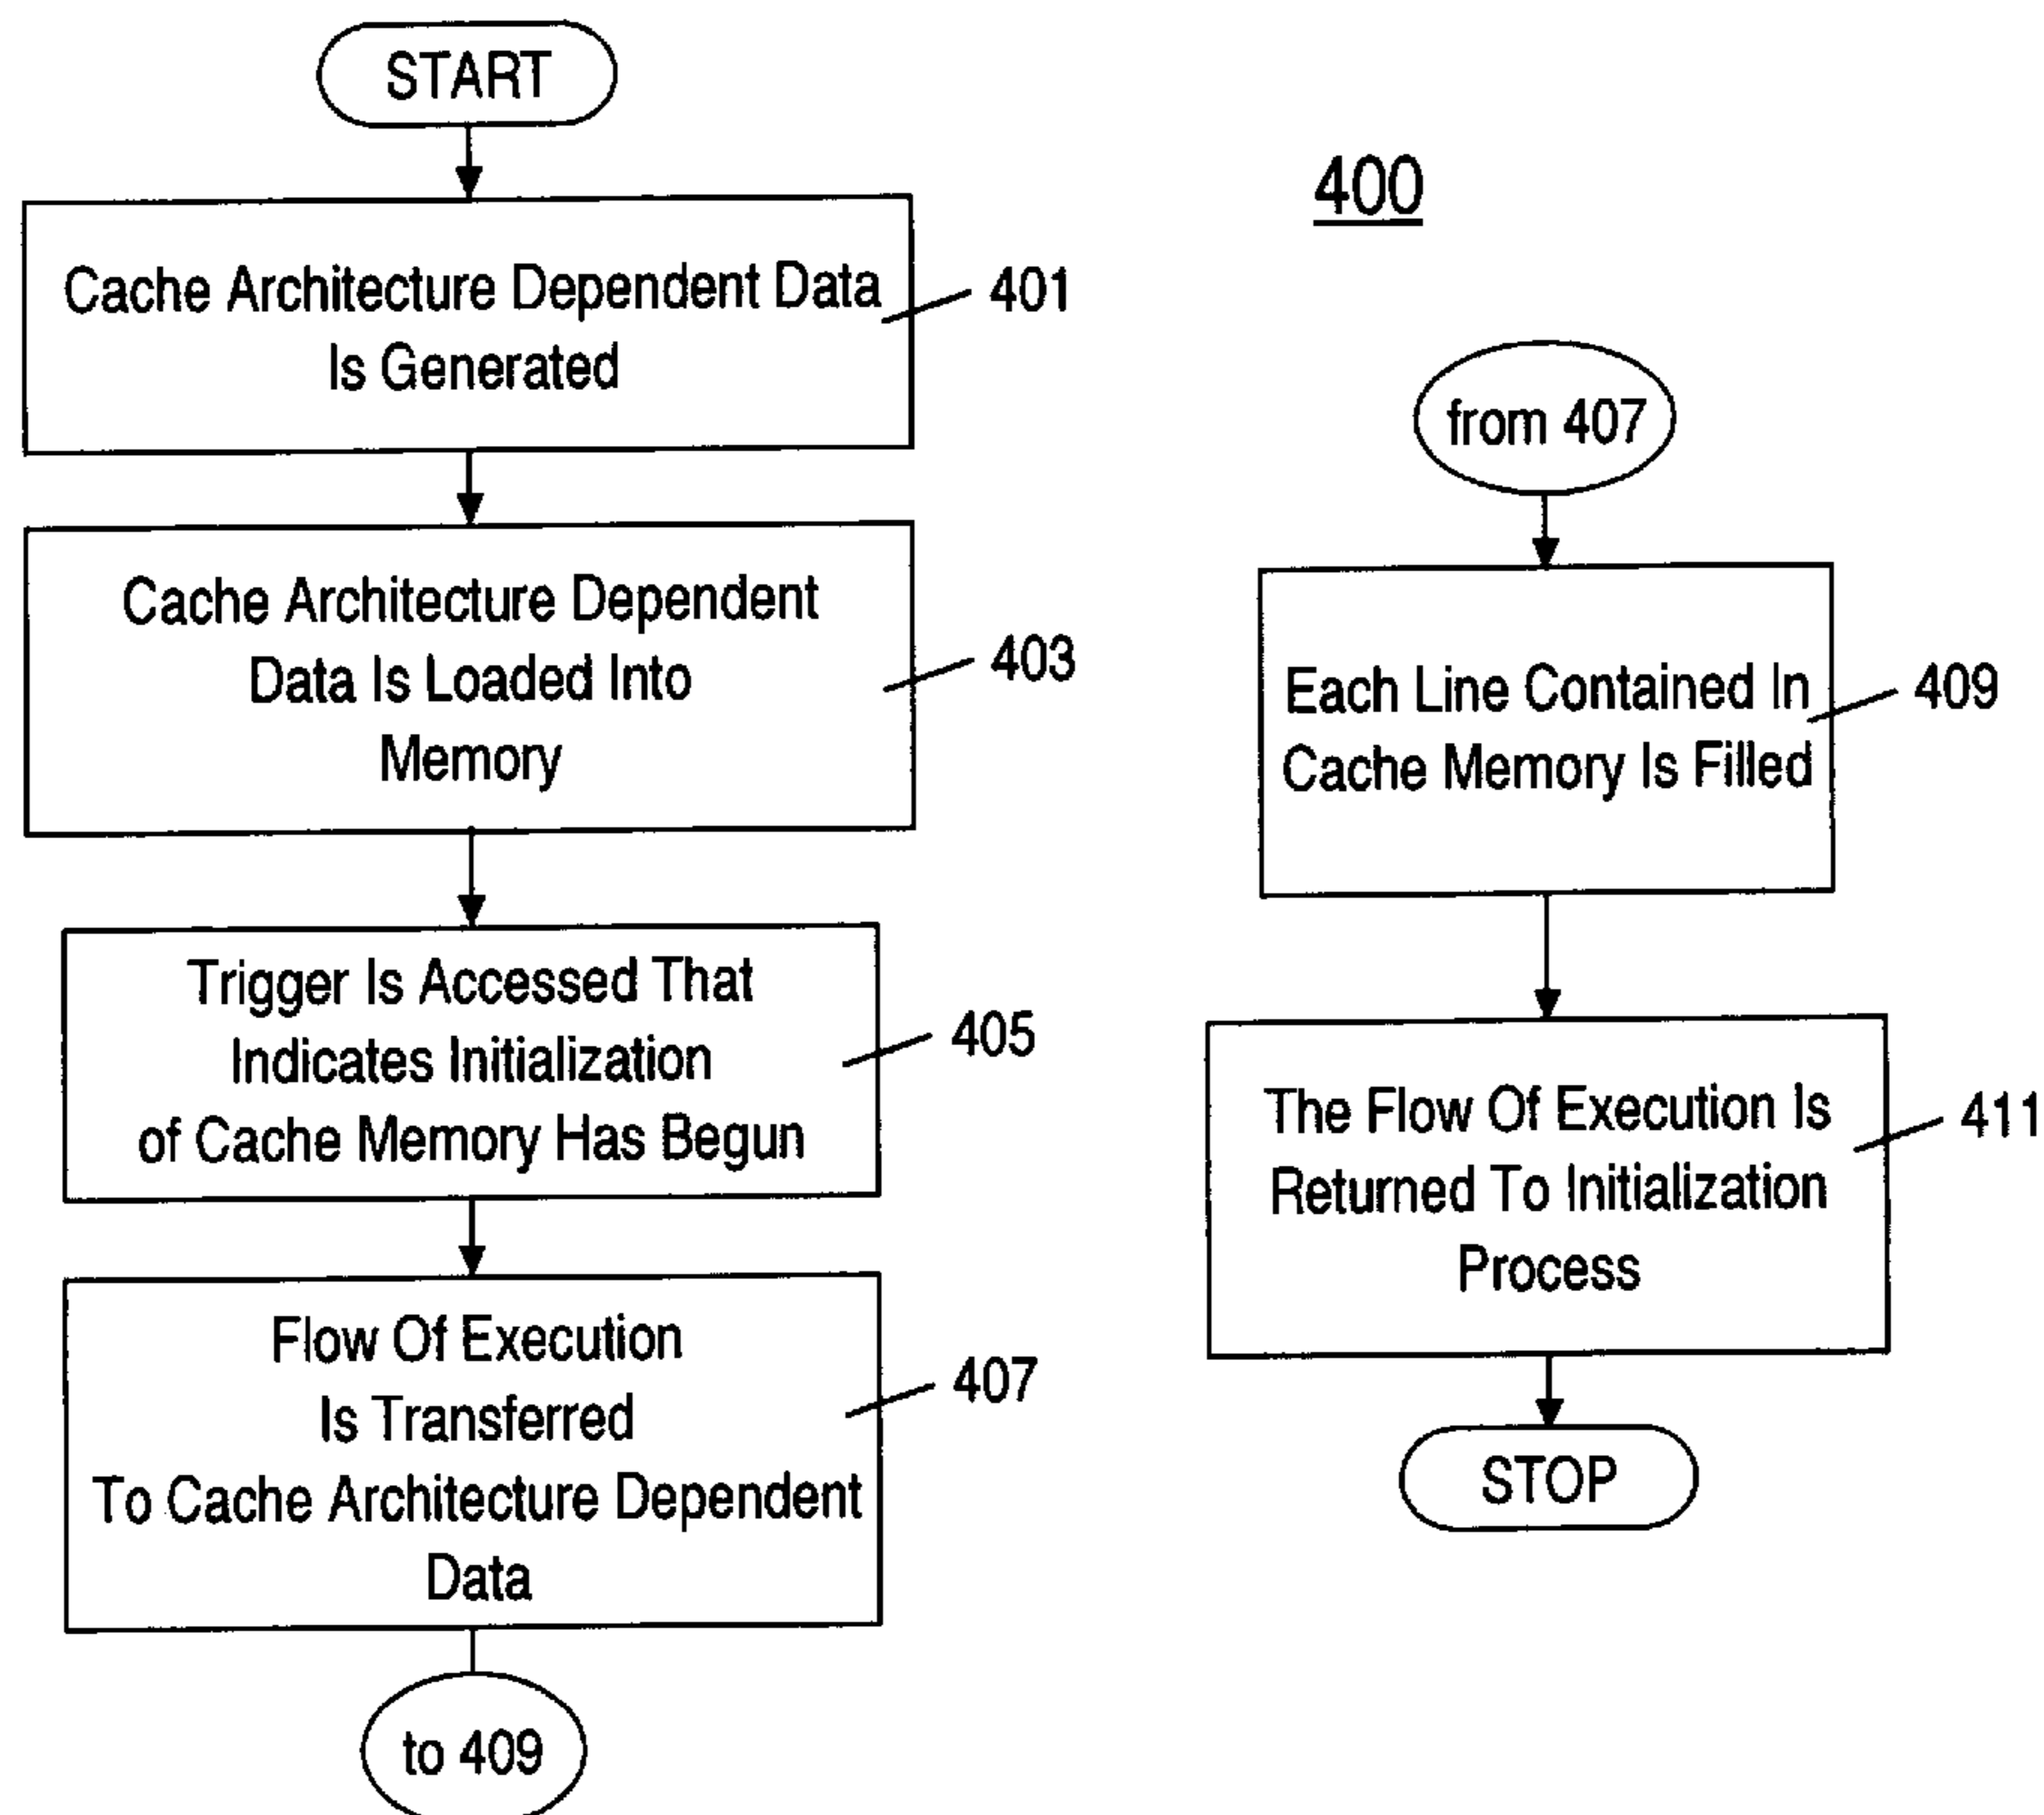 START
Cache Architecture Dependent Data
Is Generated
401
Cache Architecture Dependent
Data Is Loaded Into
Memory
403
Trigger Is Accessed That
Indicates Initialization
of Cache Memory Has Begun
405
Flow Of Execution
Is Transferred
To Cache Architecture Dependent
Data
407
to 409
400
from 407
Each Line Contained In
Cache Memory Is Filled
409
The Flow Of Execution Is
Returned To Initialization
Process
411
STOP